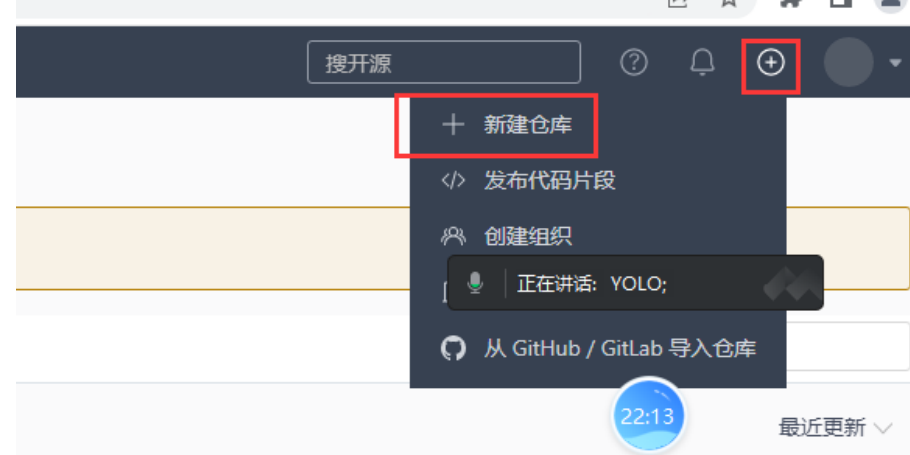 搜开源
新建仓库
</> 发布代码片段
创建组织
正在讲话: YOLO;
从 GitHub / GitLab 导入仓库
22:13
最近更新